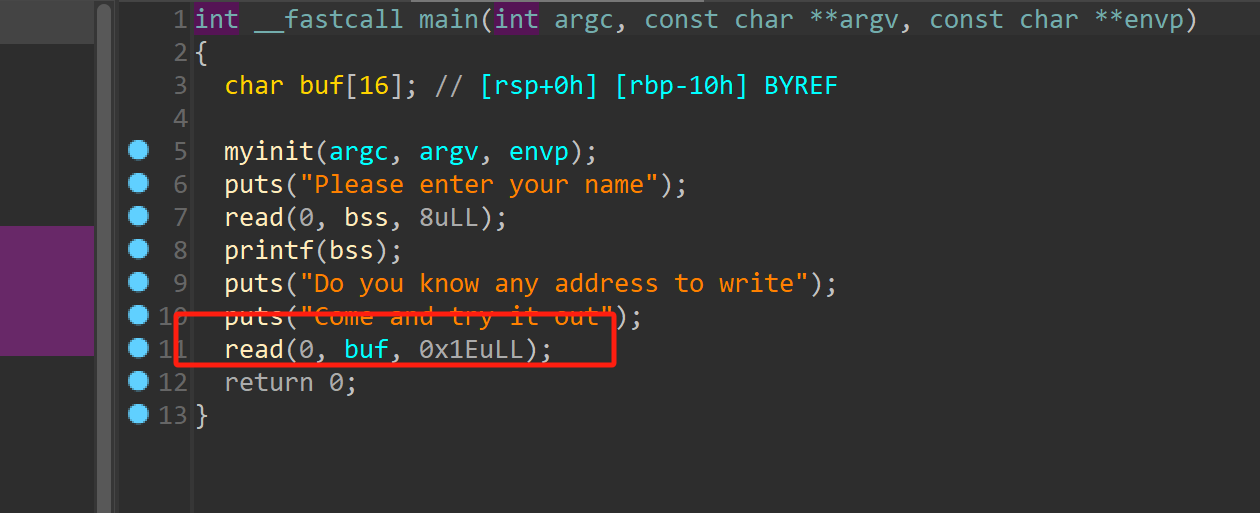 1 int __fastcall main(int argc, const char **argv, const char **envp)
2 {
3 char buf[16]; // [rsp+0h] [rbp-10h] BYREF
4
5 myinit(argc, argv, envp);
6 puts("Please enter your name");
7 read(0, bss, 8uLL);
8 printf(bss);
9 puts("Do you know any address to write");
10 puts("Come and try it out");
11 read(0, buf, 0x1EuLL);
12 return 0;
13 }